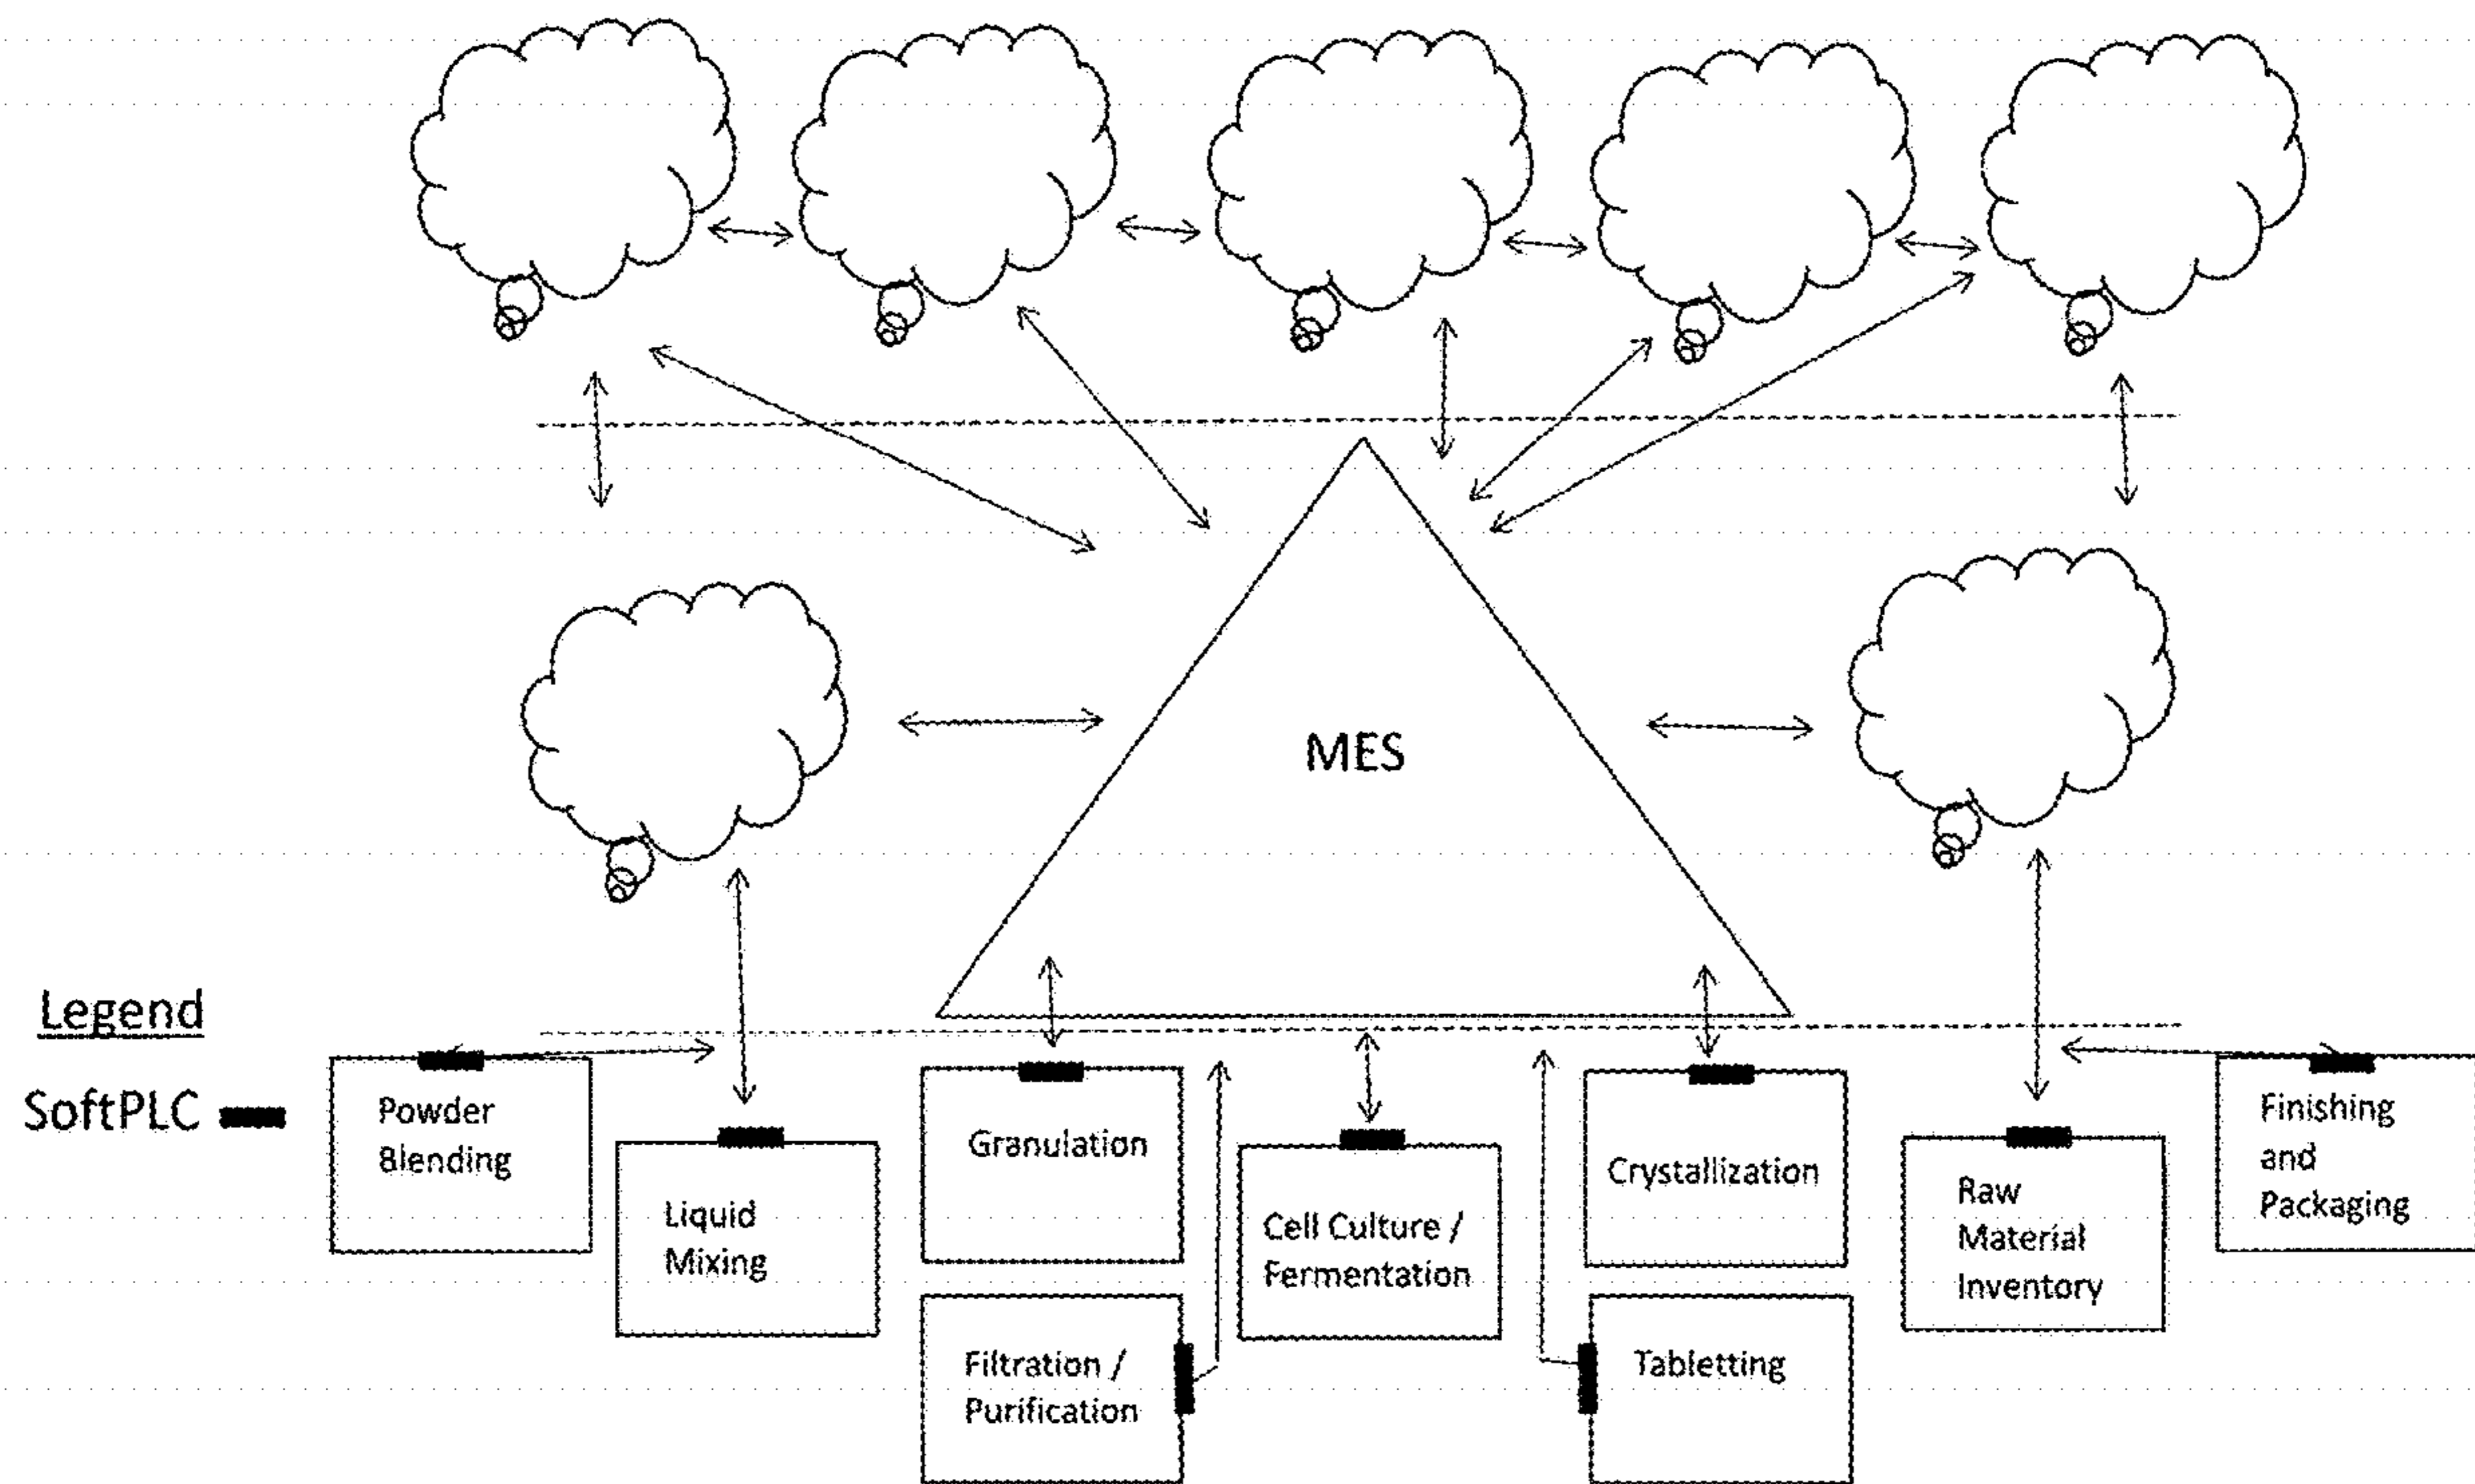 MES
Legend
SoftPLC
Powder
Blending
Liquid
Mixing
Granulation
Filtration /
Purification
Cell Culture /
Fermentation
Crystallization
Tabletting
Raw
Material
Inventory
Finishing
and
Packaging